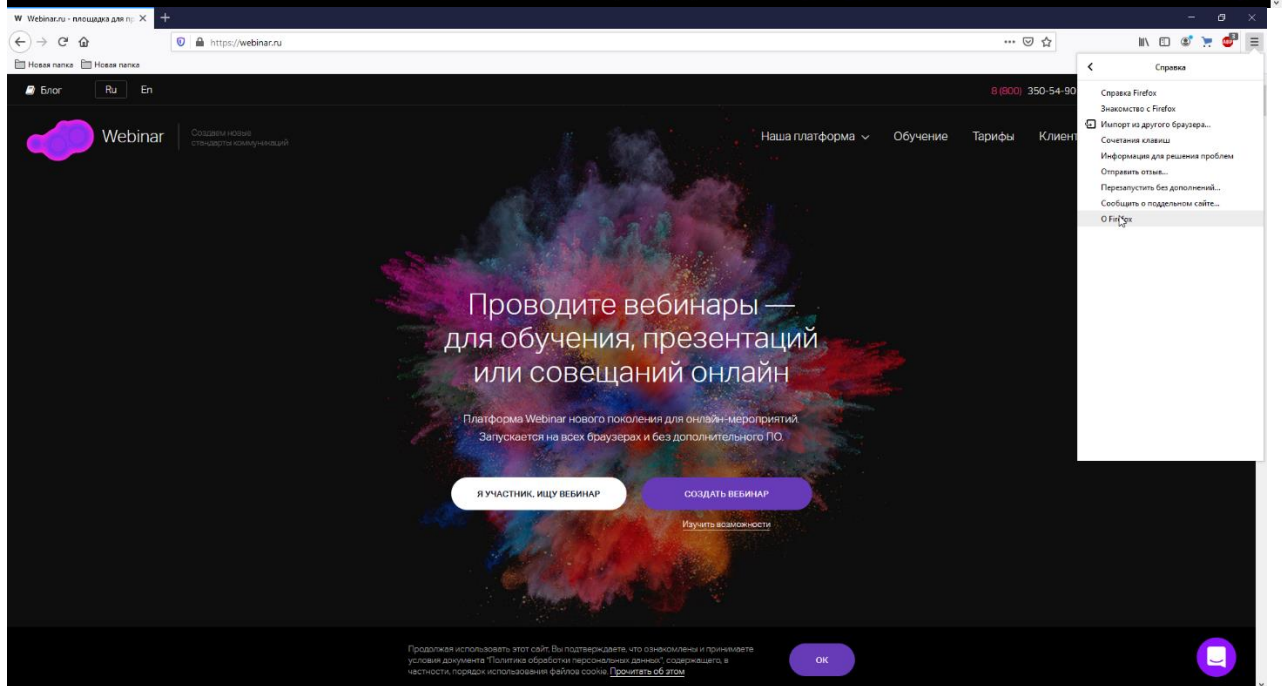 W Webinar.ru - площадка для пр
https://webinar.ru
Новая папка Новая папка
Блог Ru En
8 (800) 350-54-90
Webinar
Создаем новые
стандарты коммуникаций
Наша платформа Обучение Тарифы Клиент
Справка
Справка Firefox
Знакомство с Firefox
Импорт из другого браузера...
Сочетания клавиш
Информация для решения проблем
Отправить отзыв...
Перезапустить без дополнений...
Сообщить о поддельном сайте...
О Firefox
Проводите вебинары —
для обучения, презентаций
или совещаний онлайн
Платформа Webinar нового поколения для онлайн-мероприятий.
Запускается на всех браузерах и без дополнительного ПО.
Я УЧАСТНИК, ИЩУ ВЕБИНАР
СОЗДАТЬ ВЕБИНАР
Изучить возможности
Продолжая использовать этот сайт, Вы подтверждаете, что ознакомлены и принимаете
условия документа "Политика обработки персональных данных", содержащего, в
частности, порядок использования файлов cookie. Прочитать об этом
ОК